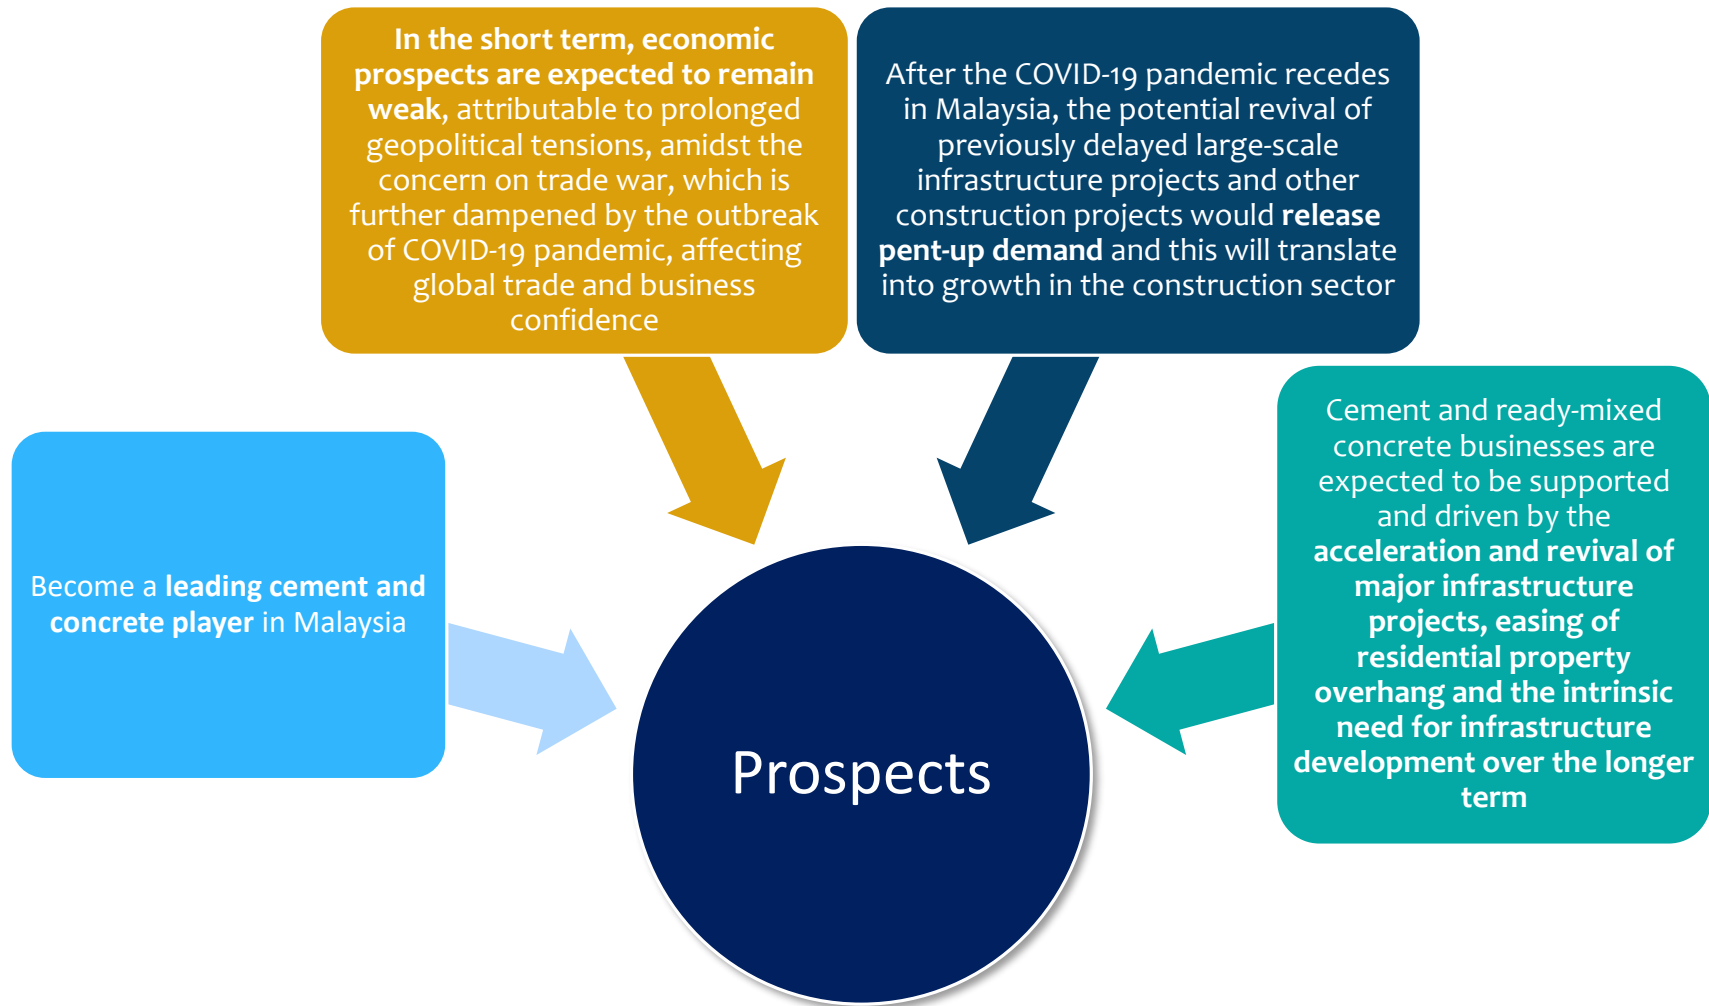 In the short term, economic
prospects are expected to remain
weak, attributable to prolonged
geopolitical tensions, amidst the
concern on trade war, which is
further dampened by the outbreak
of COVID-19 pandemic, affecting
global trade and business
confidence
After the COVID-19 pandemic recedes
in Malaysia, the potential revival of
previously delayed large-scale
infrastructure projects and other
construction projects would release
pent-up demand and this will translate
into growth in the construction sector
Become a leading cement and
concrete player in Malaysia
Cement and ready-mixed
concrete businesses are
expected to be supported
and driven by the
acceleration and revival of
major infrastructure
projects, easing of
residential property
overhang and the intrinsic
need for infrastructure
development over the longer
term
Prospects